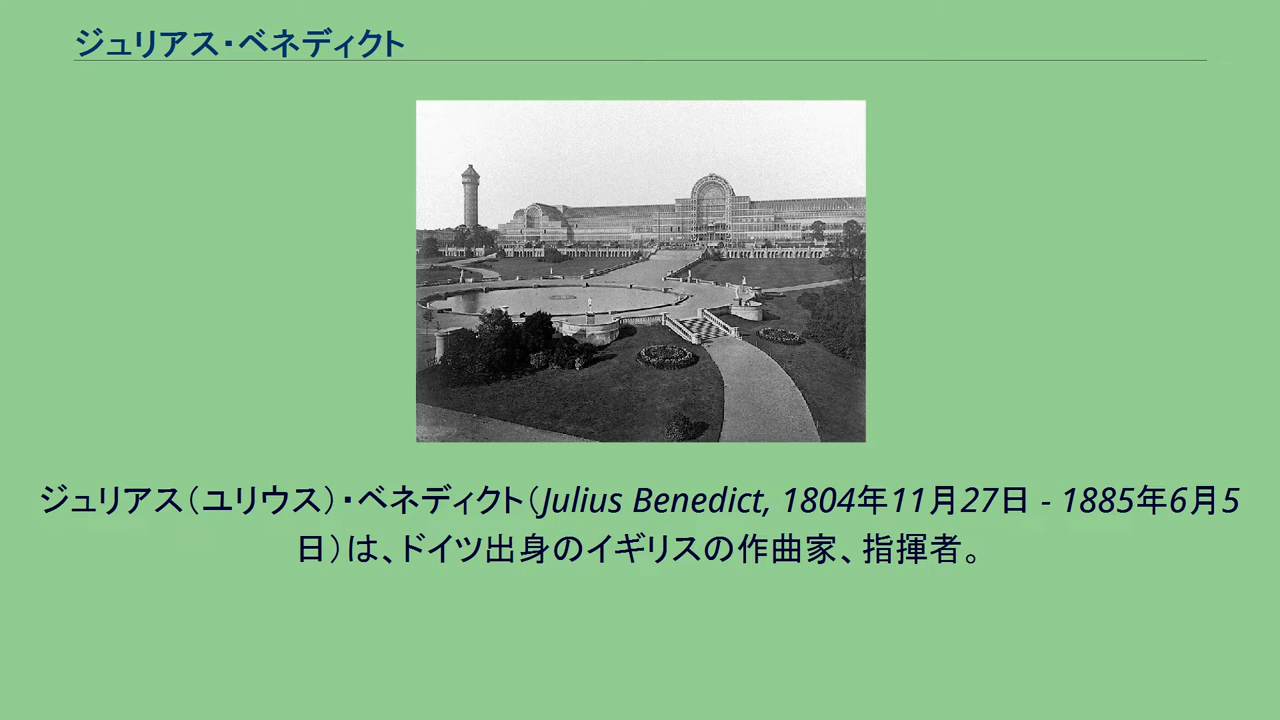 ジュリアス・ベネディクト
ジュリアス（ユリウス）・ベネディクト（Julius Benedict, 1804年11月27日 - 1885年6月5
日）は、ドイツ出身のイギリスの作曲家、指揮者。